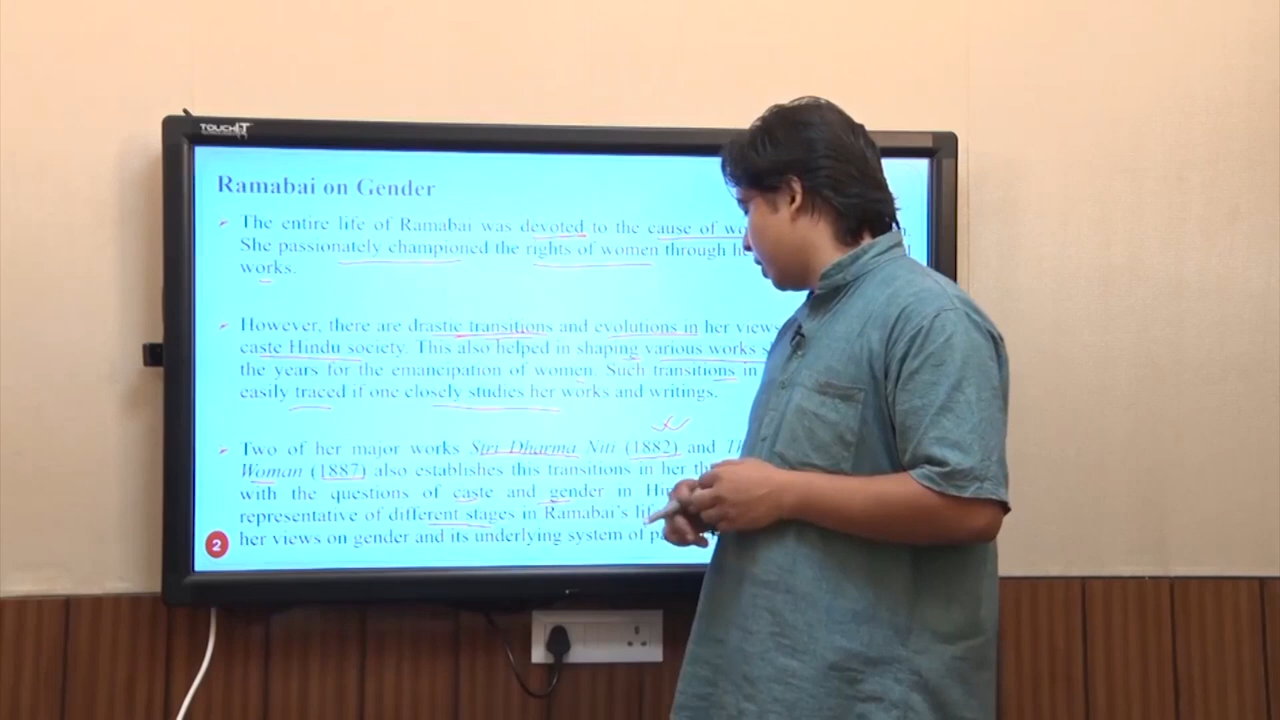 TOUCHIT
Ramabai on Gender
The entire life of Ramabai was devoted to the cause of
She passionately championed the rights of women through
works.
However, there are drastic transitions and evolutions in her views
caste Hindu society. This also helped in shaping various works
the years for the emancipation of women. Such transitions in
easily traced if one closely studies her works and writings.
Two of her major works Stri Dharma Niti (1882) and
Woman (1887) also establishes this transitions in her
with the questions of caste and gender in
representative of different stages in Ramabai's
2 her views on gender and its underlying system of